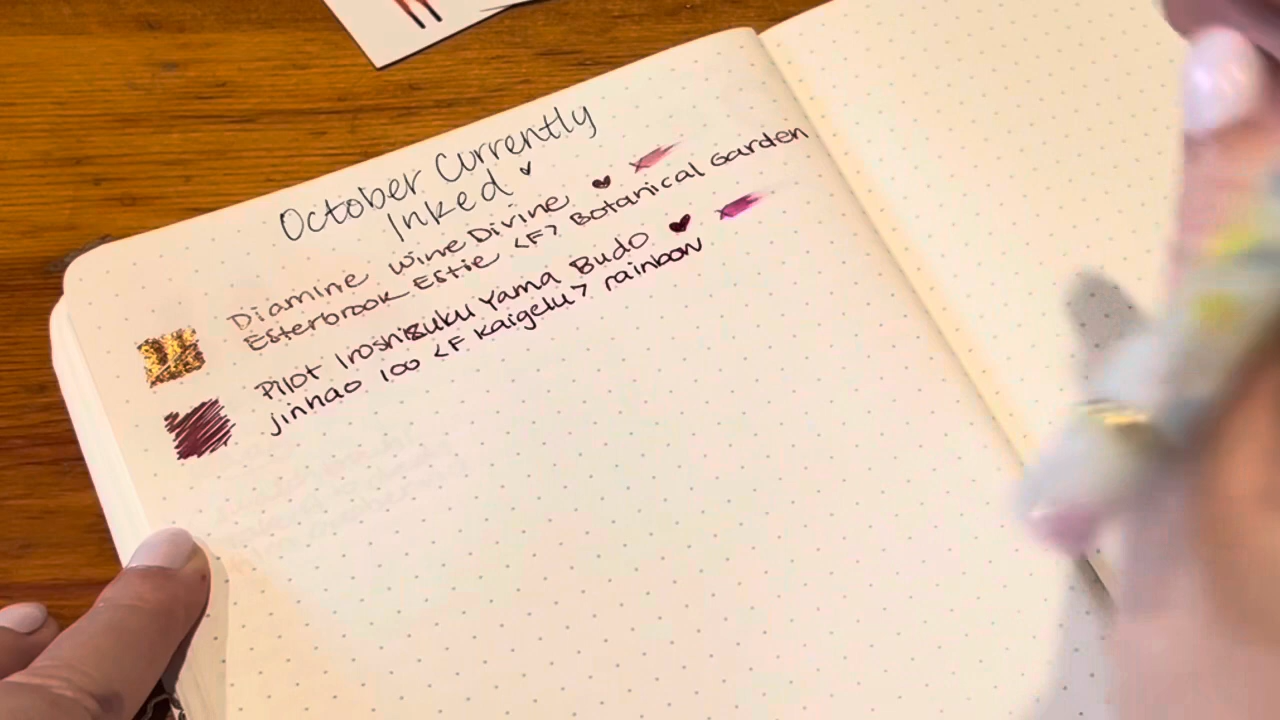 October Currently
Inked ♥
Diamine Wine Divine ♥
Esterbrook Estie <F> Botanical Garden
Pilot Iroshizuku Yama Budo ♥
jinhao 100 <F Kaigelu> rainbow